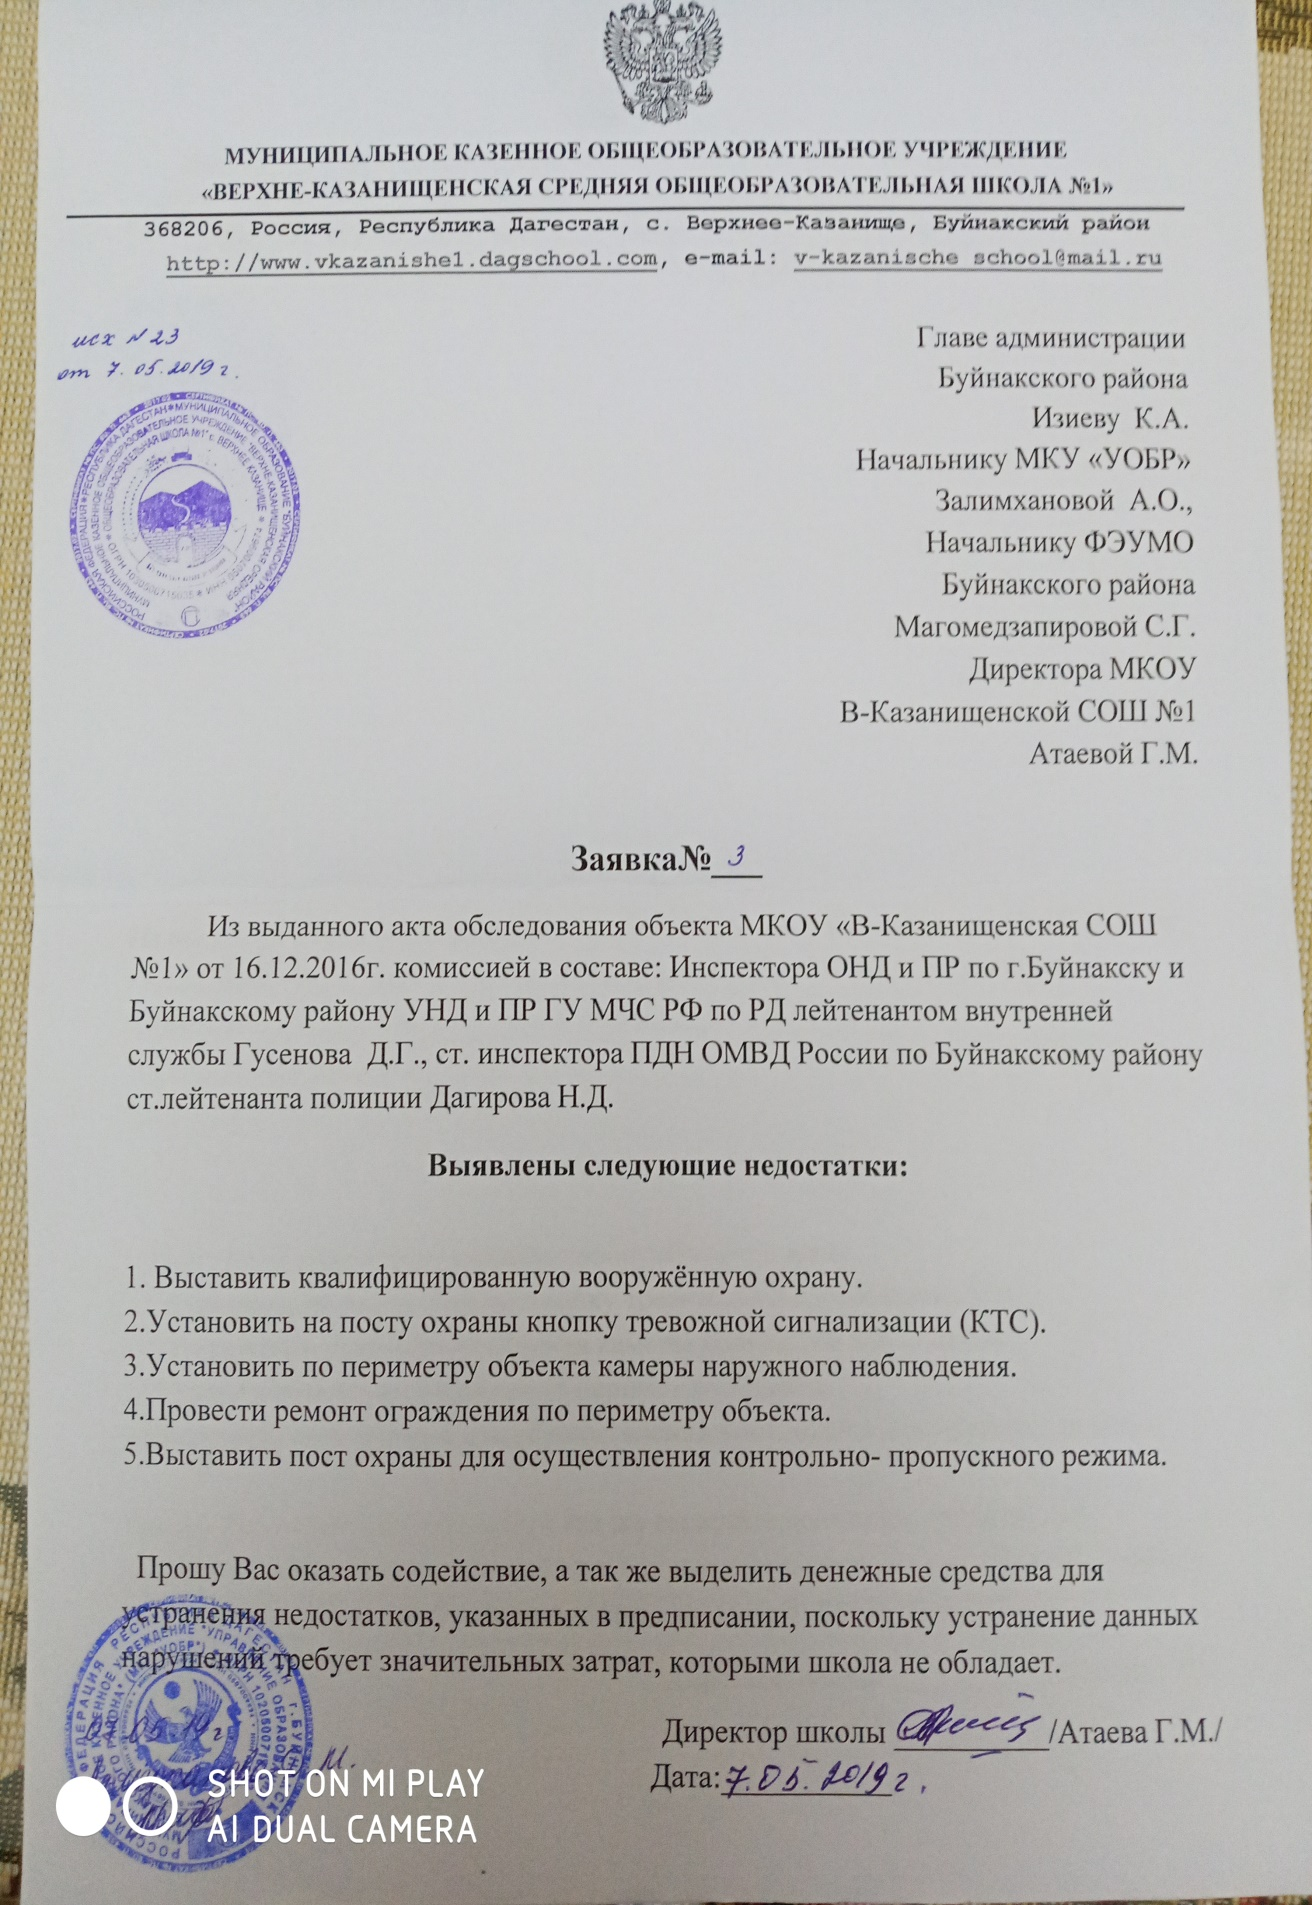 МУНИЦИПАЛЬНОЕ КАЗЕННОЕ ОБЩЕОБРАЗОВАТЕЛЬНОЕ УЧРЕЖДЕНИЕ
«ВЕРХНЕ-КАЗАНИЩЕНСКАЯ СРЕДНЯЯ ОБЩЕОБРАЗОВАТЕЛЬНАЯ ШКОЛА №1»
368206, Россия, Республика Дагестан, с. Верхнее-Казанище, Буйнакский район
http://www.vkazanishe1.dagschool.com, e-mail: v-kazanische school@mail.ru
исх N 23
от 7.05.2019 г.
Главе администрации
Буйнакского района
Изиеву К.А.
Начальнику МКУ «УОБР»
Залимхановой А.О.,
Начальнику ФЭУМО
Буйнакского района
Магомедзапировой С.Г.
Директора МКОУ
В-Казанищенской СОШ №1
Атаевой Г.М.
Заявка№ 3
Из выданного акта обследования объекта МКОУ «В-Казанищенская СОШ
№1» от 16.12.2016г. комиссией в составе: Инспектора ОНД и ПР по г.Буйнакску и
Буйнакскому району УНД и ПР ГУ МЧС РФ по РД лейтенантом внутренней
службы Гусенова Д.Г., ст. инспектора ПДН ОМВД России по Буйнакскому району
ст.лейтенанта полиции Дагирова Н.Д.
Выявлены следующие недостатки:
1. Выставить квалифицированную вооружённую охрану.
2.Установить на посту охраны кнопку тревожной сигнализации (КТС).
3.Установить по периметру объекта камеры наружного наблюдения.
4.Провести ремонт ограждения по периметру объекта.
5.Выставить пост охраны для осуществления контрольно- пропускного режима.
Прошу Вас оказать содействие, а так же выделить денежные средства для
устранения недостатков, указанных в предписании, поскольку устранение данных
нарушений требует значительных затрат, которыми школа не обладает.
Директор школы /Атаева Г.М./
Дата: 7.05.2019г.
SHOT ON MI PLAY
AI DUAL CAMERA